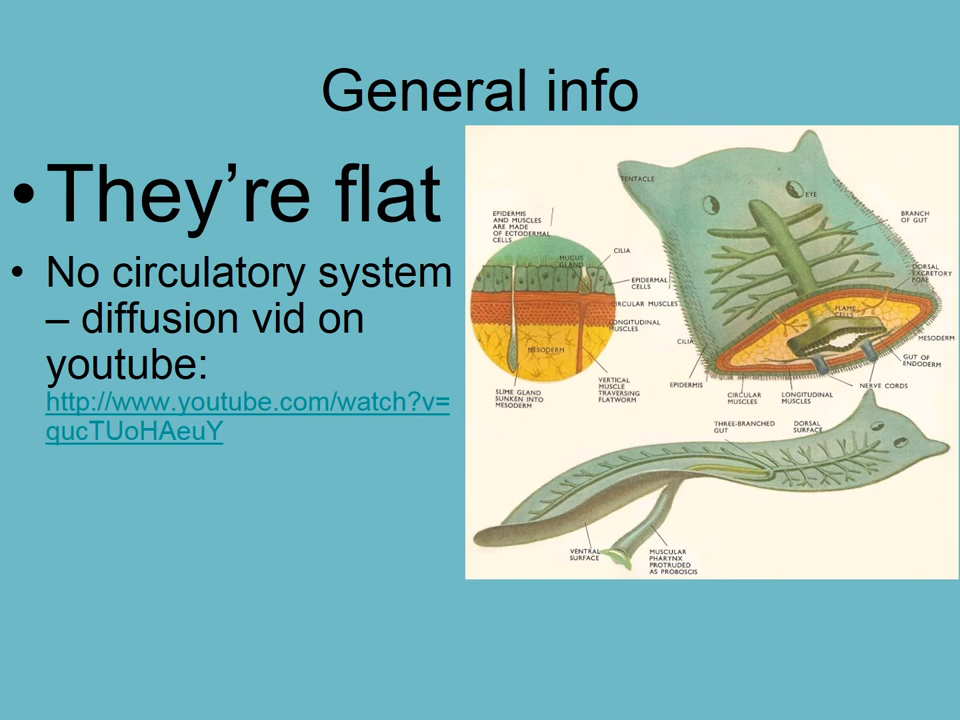 General info
•They’re flat
• No circulatory system
– diffusion vid on
youtube:
http://www.youtube.com/watch?v=
qucTUoHAeuY
TENTACLE
EYE
EPIDERMIS
AND MUSCLES
ARE MADE
OF ECTODERMAL
CELLS
BRANCH
OF GUT
CILIA
MUCUS
GLAND
DORSAL
EXCRETORY
PORE
EPIDERMAL
CELLS
CIRCULAR MUSCLES
FLAME
CELLS
LONGITUDINAL
MUSCLES
MESODERM
CILIA
MESODERM
GUT OF
ENDODERM
EPIDERMIS
VERTICAL
MUSCLE
TRAVERSING
FLATWORM
NERVE CORDS
SLIME GLAND
SUNKEN INTO
MESODERM
CIRCULAR
MUSCLES
LONGITUDINAL
MUSCLES
THREE-BRANCHED
GUT
DORSAL
SURFACE
VENTRAL
SURFACE
MUSCULAR
PHARYNX
PROTRUDED
AS PROBOSCIS